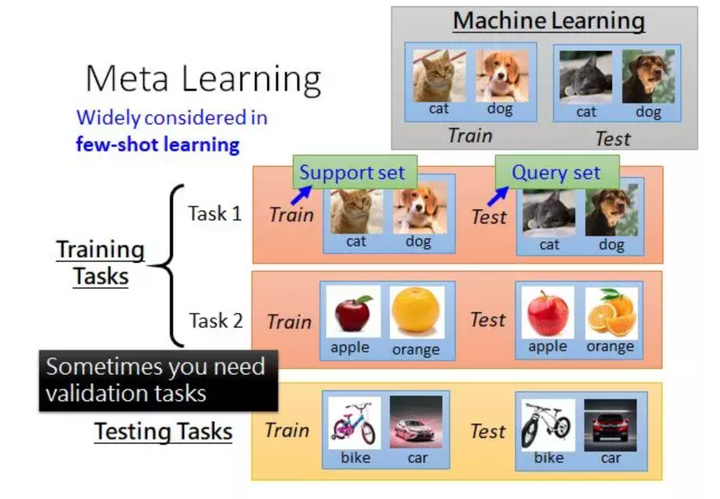 Machine Learning
cat dog cat dog
Train Test
Meta Learning
Widely considered in
few-shot learning
Support set Query set
Training
Tasks
Task 1 Train cat dog Test cat dog
Task 2 Train apple orange Test apple orange
Sometimes you need
validation tasks
Testing Tasks Train bike car Test bike car